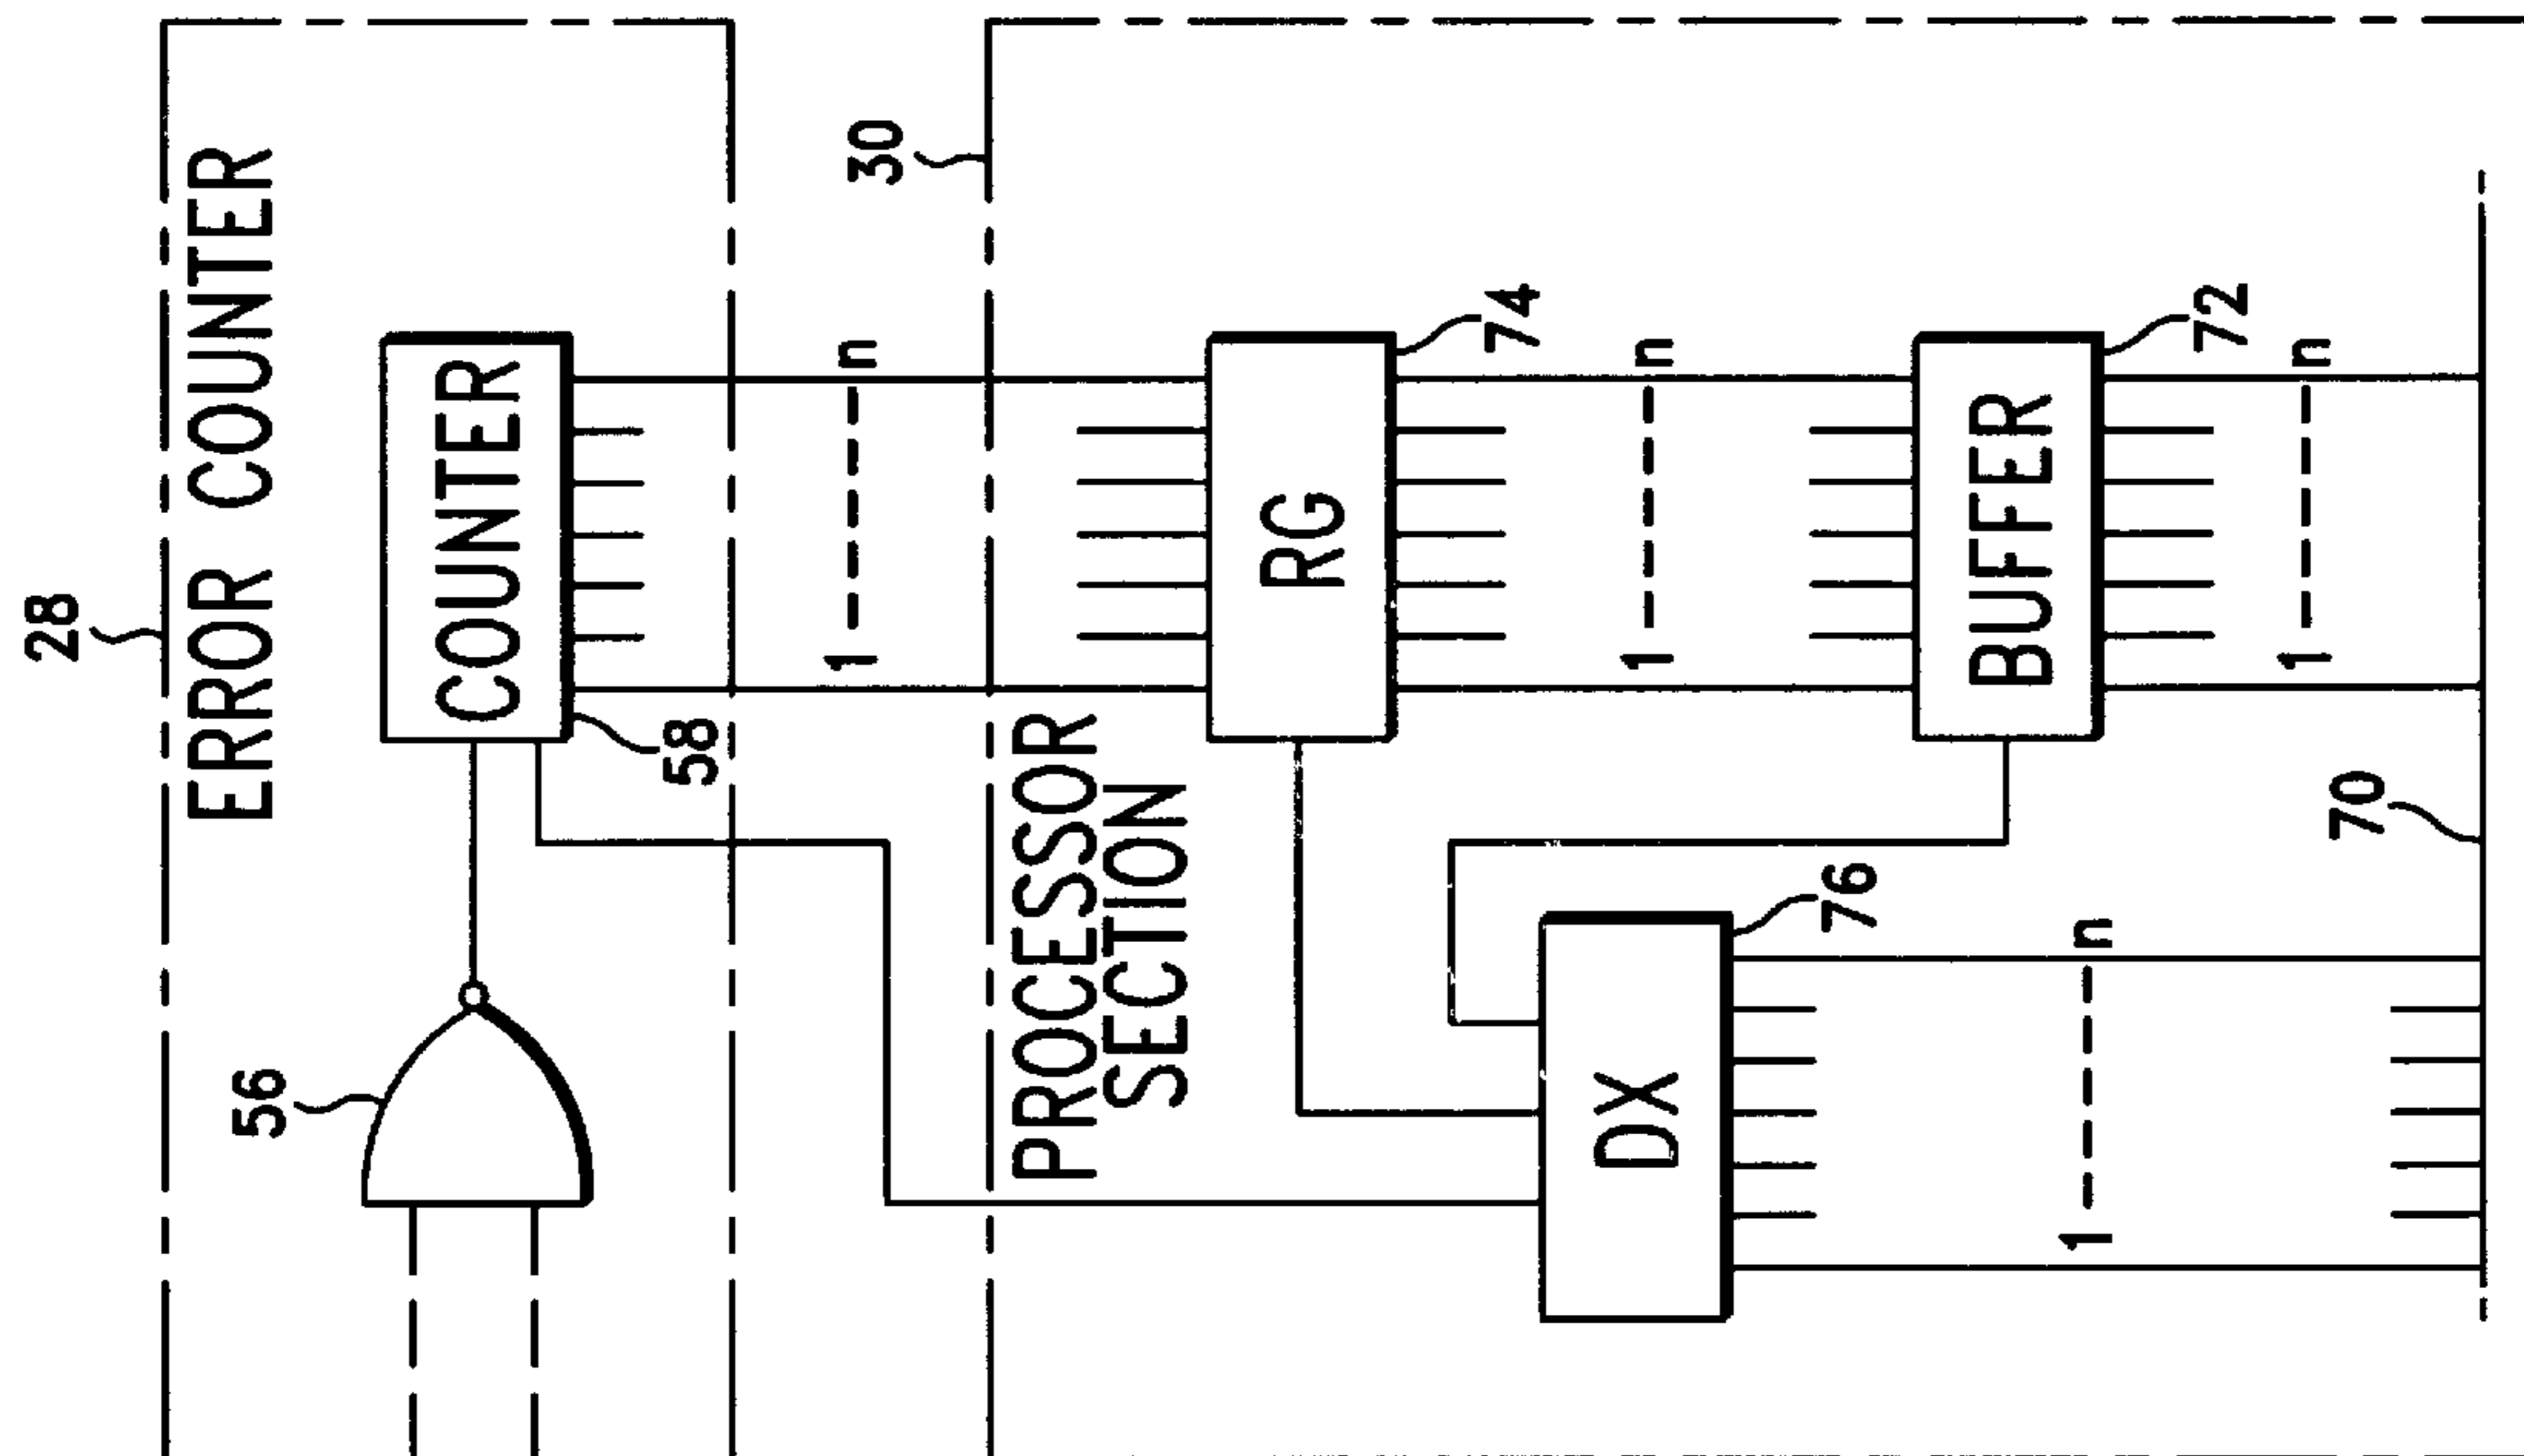 28
ERROR COUNTER
56
COUNTER
58
1 n
30
PROCESSOR
SECTION
RG
74
1 n
DX
76
BUFFER
72
1 n
1 n
70